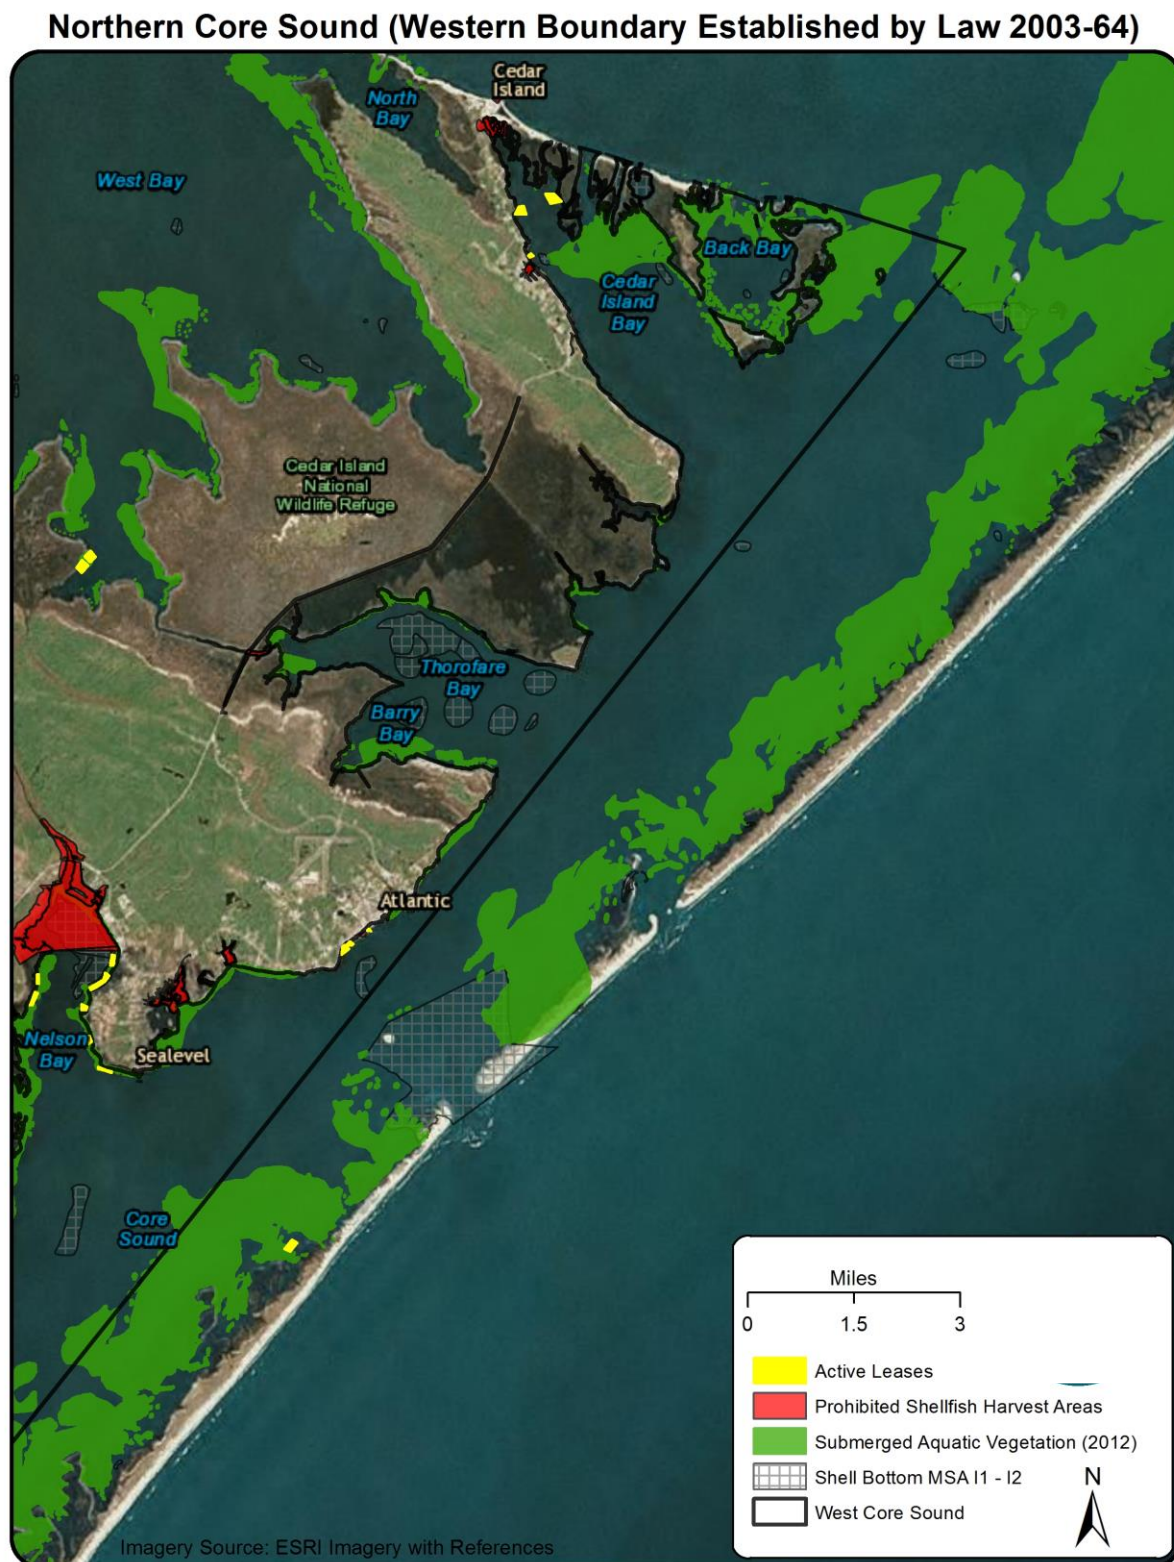 Northern Core Sound (Western Boundary Established by Law 2003-64)
Cedar
Island
North
Bay
West Bay
Back Bay
Cedar
Island
Bay
Cedar Island
National
Wildlife Refuge
Thorofare
Bay
Barry
Bay
Atlantic
Nelson
Bay
Sealevel
Core
Sound
Miles
0 1.5 3
Active Leases
Prohibited Shellfish Harvest Areas
Submerged Aquatic Vegetation (2012)
Shell Bottom MSA I1 - I2
N
West Core Sound
Imagery Source: ESRI Imagery with References